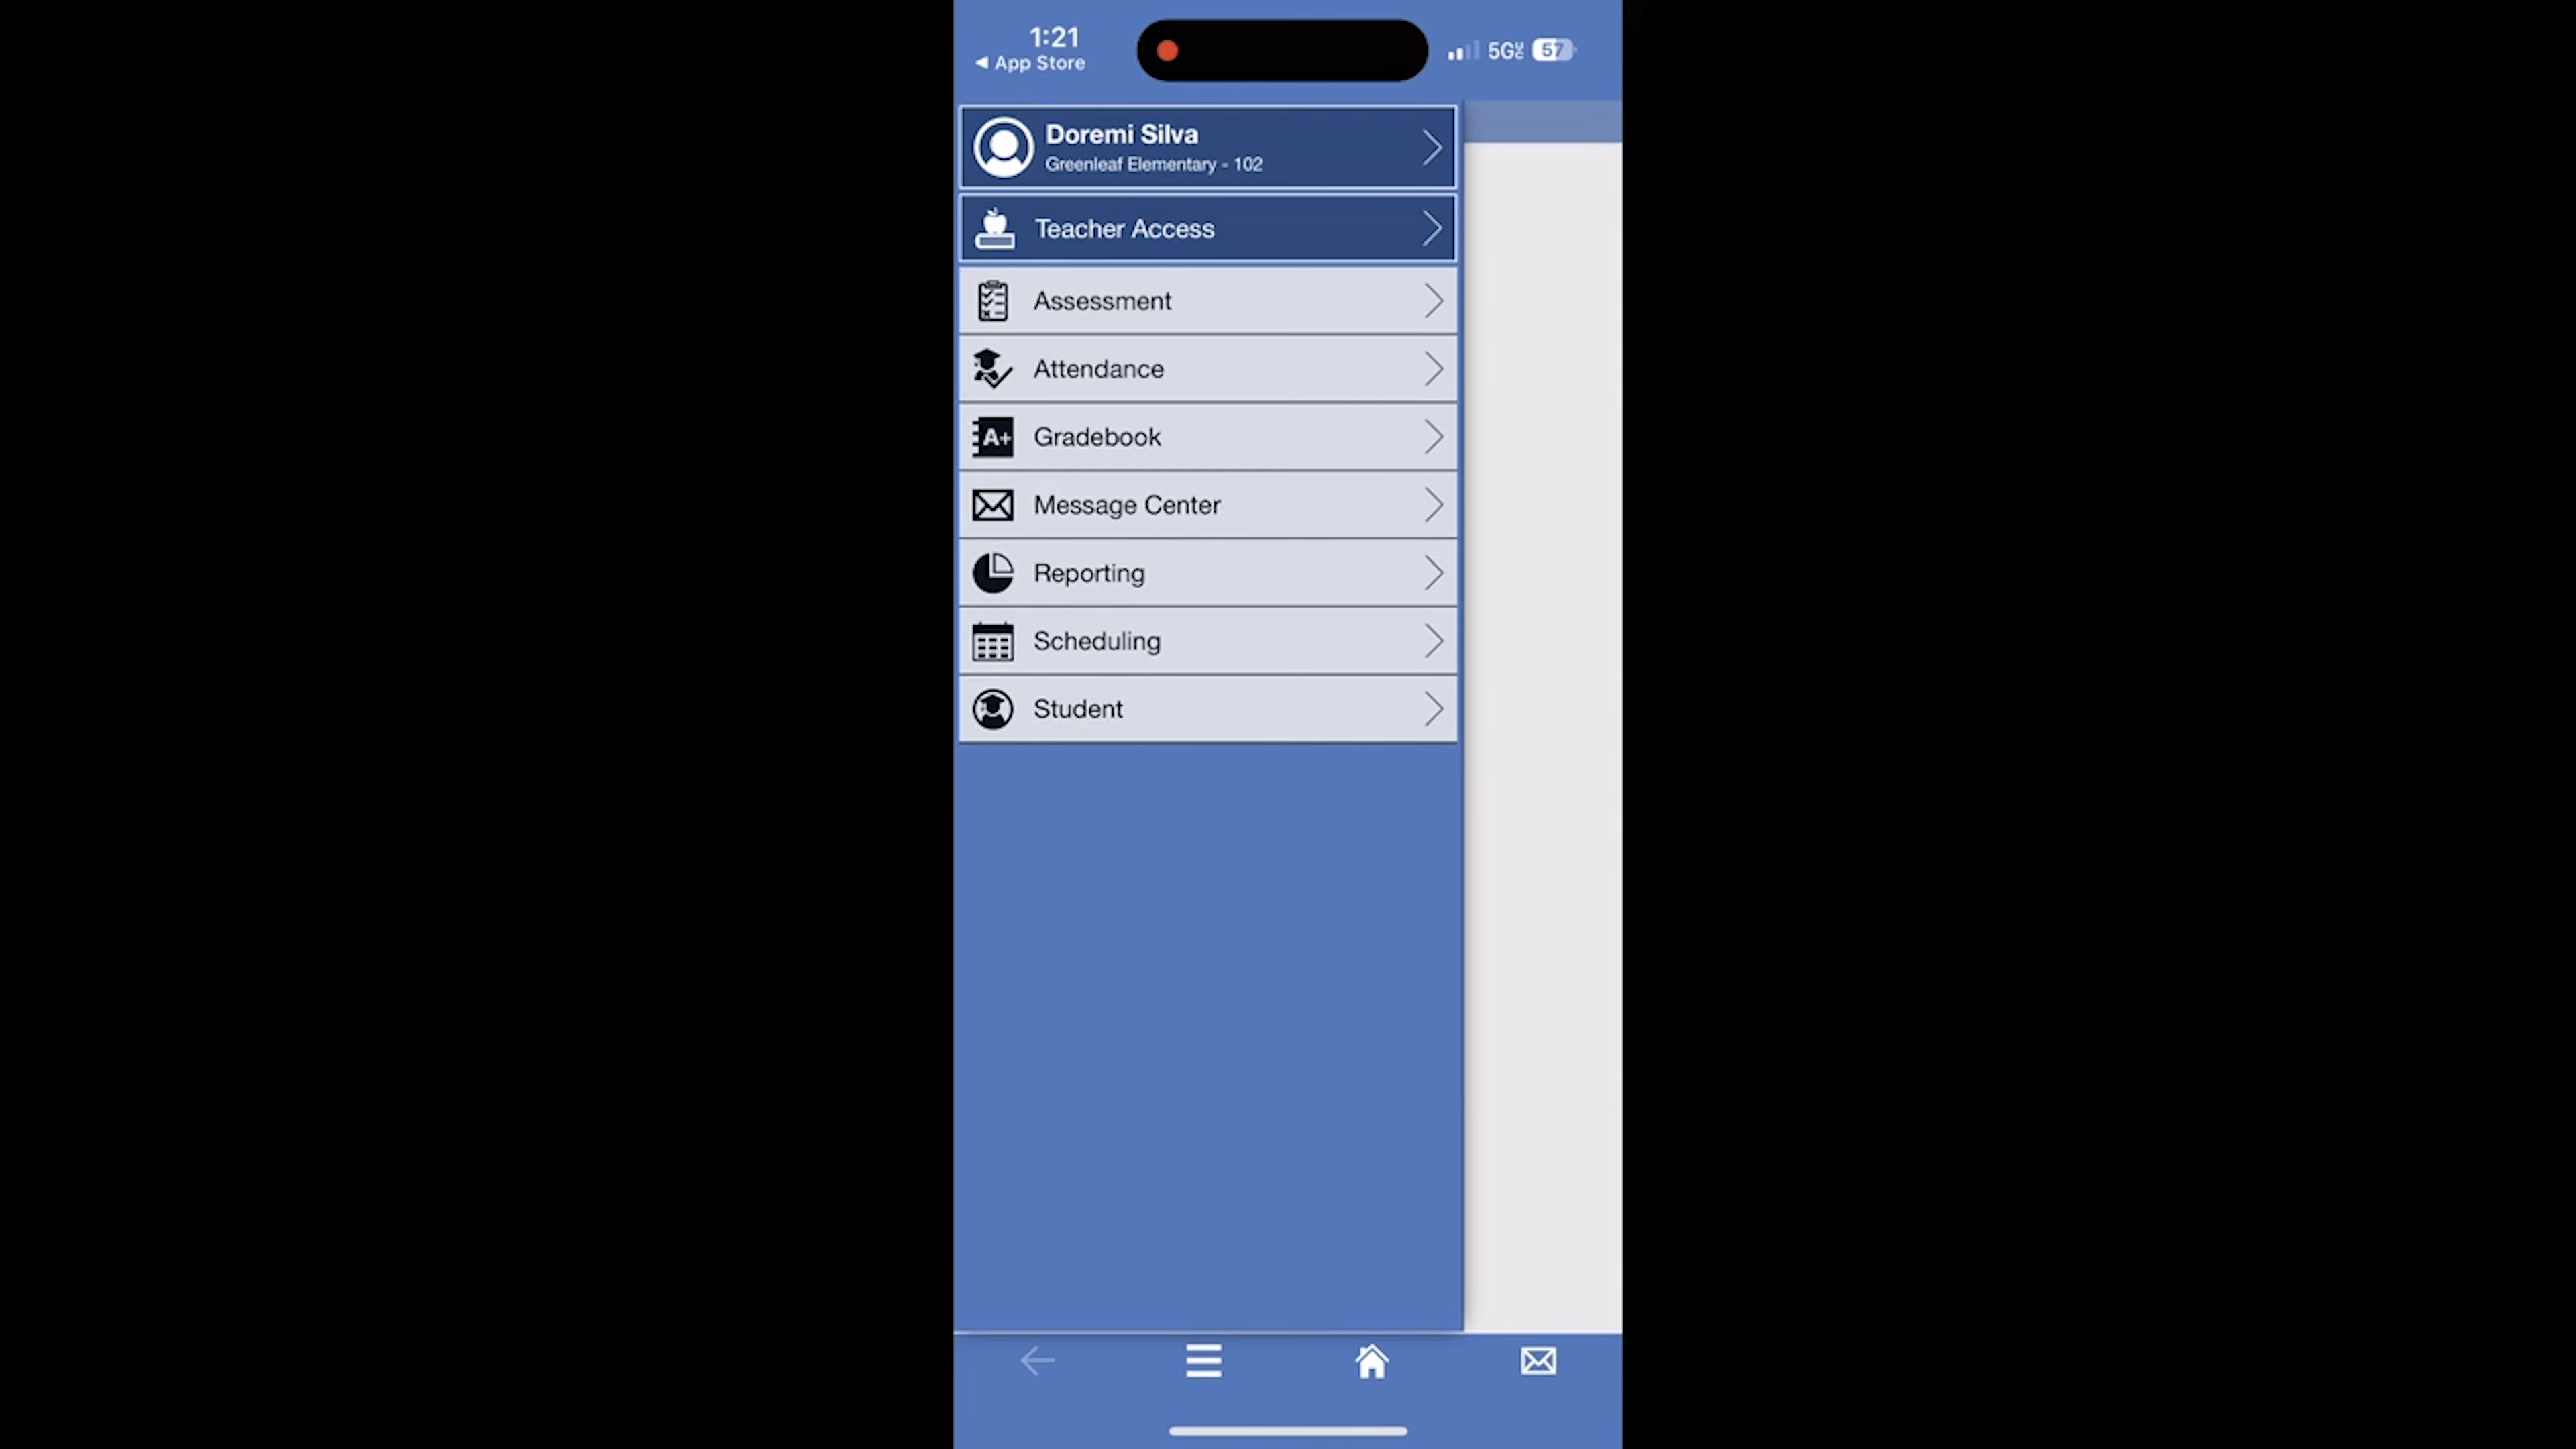 1:21
◀ App Store
5G
57
Doremi Silva
Greenleaf Elementary - 102
Teacher Access
Assessment
Attendance
A+ Gradebook
Message Center
Reporting
Scheduling
Student